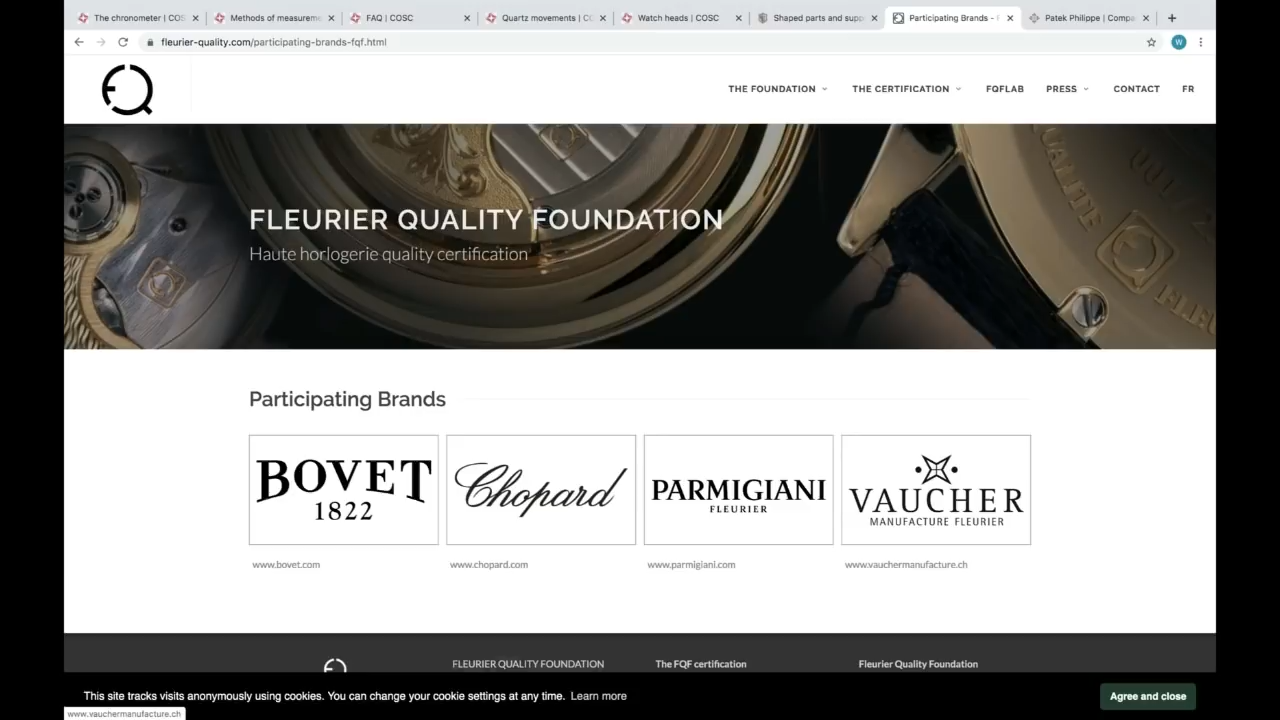 The chronometer | COS
Methods of measureme
FAQ | COSC
Quartz movements | CO
Watch heads | COSC
Shaped parts and supp
Participating Brands - F
Patek Philippe | Compa
fleurier-quality.com/participating-brands-fqf.html
W
THE FOUNDATION
THE CERTIFICATION
FQFLAB
PRESS
CONTACT
FR
FLEURIER QUALITY FOUNDATION
Haute horlogerie quality certification
Participating Brands
BOVET
1822
Chopard
PARMIGIANI
FLEURIER
VAUCHER
MANUFACTURE FLEURIER
www.bovet.com
www.chopard.com
www.parmigiani.com
www.vauchermanufacture.ch
FLEURIER QUALITY FOUNDATION
The FQF certification
Fleurier Quality Foundation
This site tracks visits anonymously using cookies. You can change your cookie settings at any time. Learn more
Agree and close
www.vauchermanufacture.ch